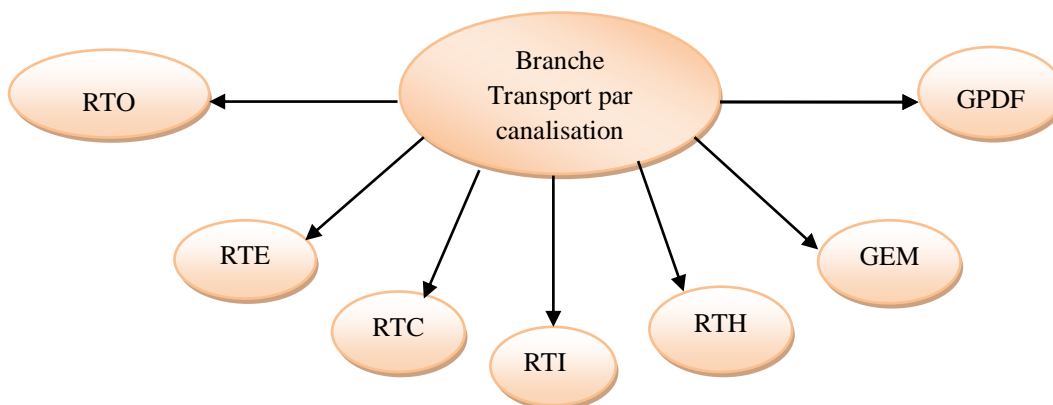 Branche
Transport par
canalisation
RTO
GPDF
RTE
GEM
RTC
RTH
RTI